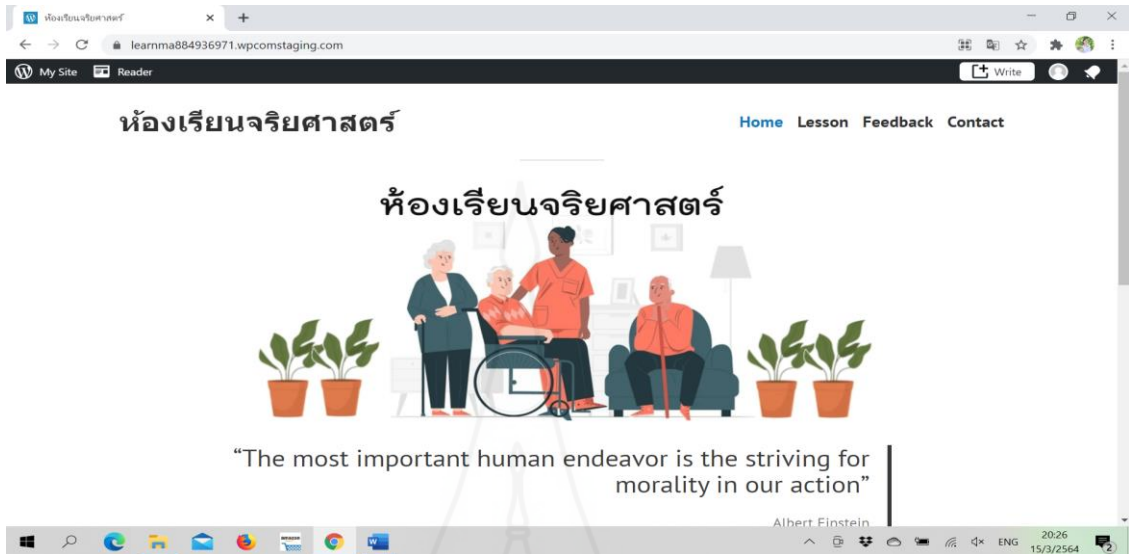 ห้องเรียนจริยศาสตร์
learnma884936971.wpcomstaging.com
My Site Reader Write
ห้องเรียนจริยศาสตร์
Home Lesson Feedback Contact
ห้องเรียนจริยศาสตร์
“The most important human endeavor is the striving for
morality in our action”
Albert Einstein
ENG
20:26
15/3/2564
2